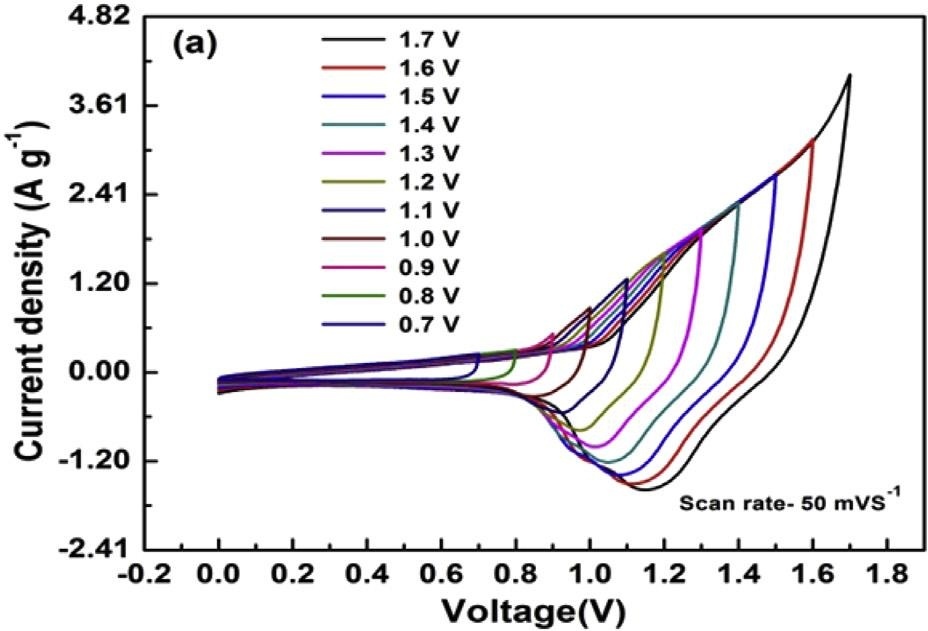 (a)
1.7 V
1.6 V
1.5 V
1.4 V
1.3 V
1.2 V
1.1 V
1.0 V
0.9 V
0.8 V
0.7 V
4.82
3.61
2.41
1.20
0.00
-1.20
-2.41
Current density (A g-1)
Scan rate- 50 mVS-1
-0.2 0.0 0.2 0.4 0.6 0.8 1.0 1.2 1.4 1.6 1.8
Voltage(V)